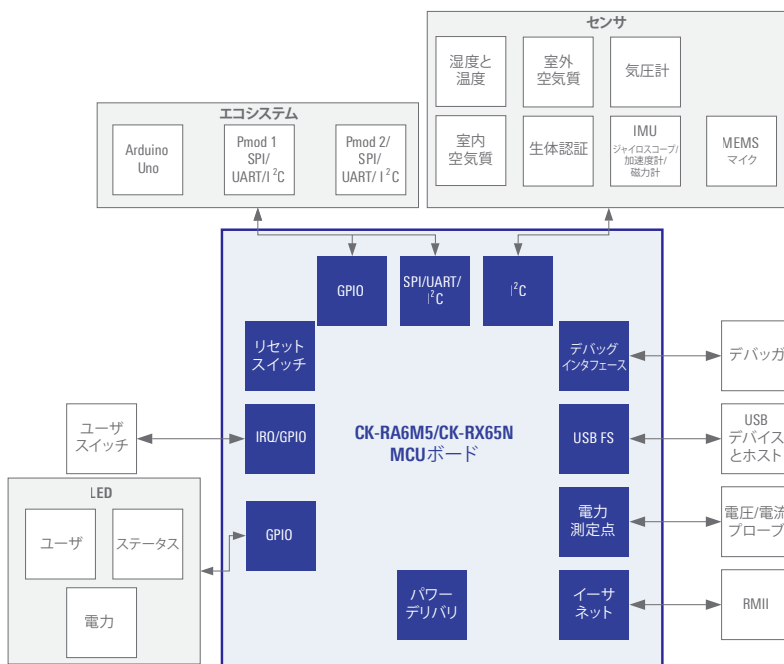 センサ
湿度と
温度
室外
空気質
気圧計
室内
空気質
生体認証
IMU
ジャイロスコープ/
加速度計/
磁力計
MEMS
マイク
エコシステム
Arduino
Uno
Pmod 1
SPI/
UART/I²C
Pmod 2/
SPI/
UART/ I²C
GPIO
SPI/UART/
I²C
I²C
リセット
スイッチ
デバッグ
インタフェース
デバッガ
ユーザ
スイッチ
IRQ/GPIO
CK-RA6M5/CK-RX65N
MCUボード
USB FS
USB
デバイス
とホスト
LED
ユーザ
ステータス
電力
GPIO
電力
測定点
電圧/電流
プローブ
パワー
デリバリ
イーサ
ネット
RMII